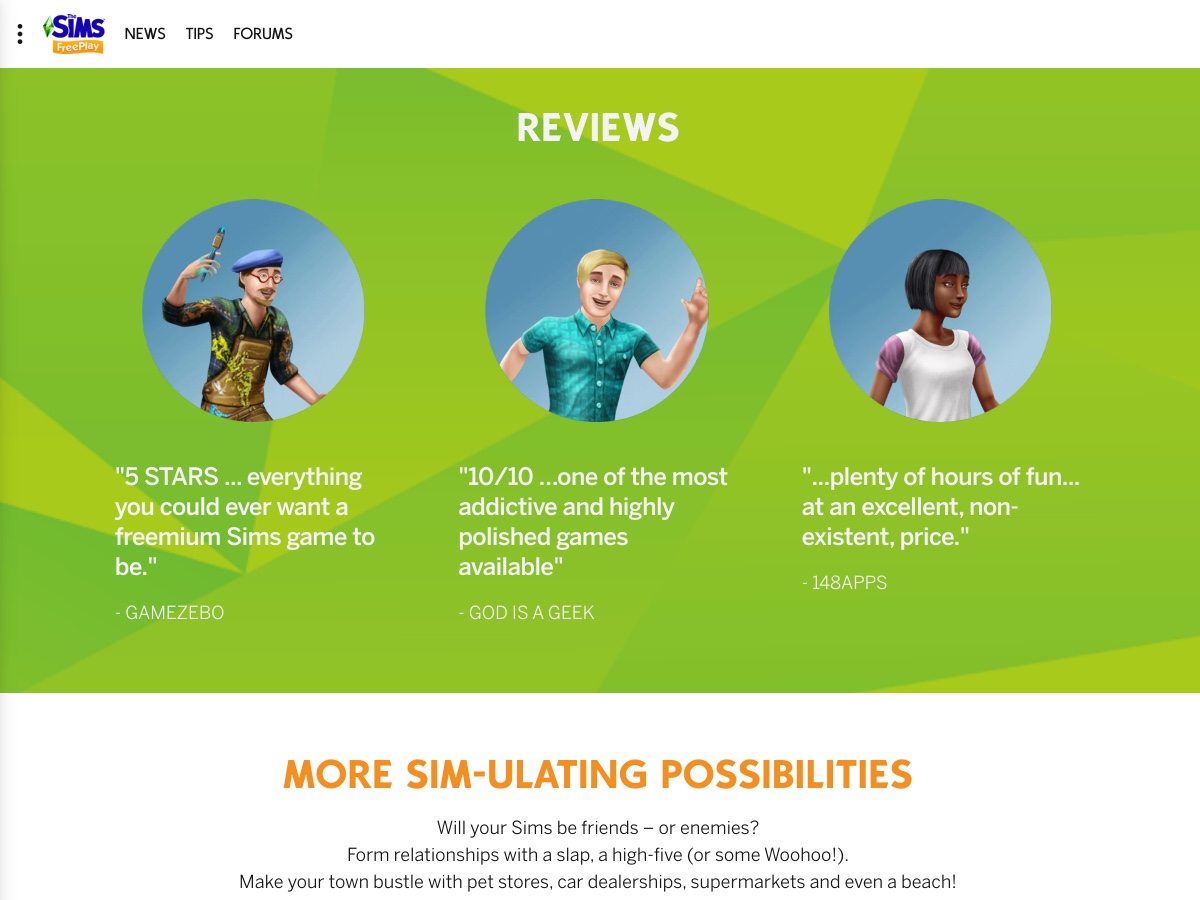 The SIMS
FreePlay
NEWS
TIPS
FORUMS
REVIEWS
"5 STARS ... everything
you could ever want a
freemium Sims game to
be."
- GAMEZEBO
"10/10 ...one of the most
addictive and highly
polished games
available"
- GOD IS A GEEK
"...plenty of hours of fun...
at an excellent, non-
existent, price."
- 148APPS
MORE SIM-ULATING POSSIBILITIES
Will your Sims be friends – or enemies?
Form relationships with a slap, a high-five (or some Woohoo!).
Make your town bustle with pet stores, car dealerships, supermarkets and even a beach!